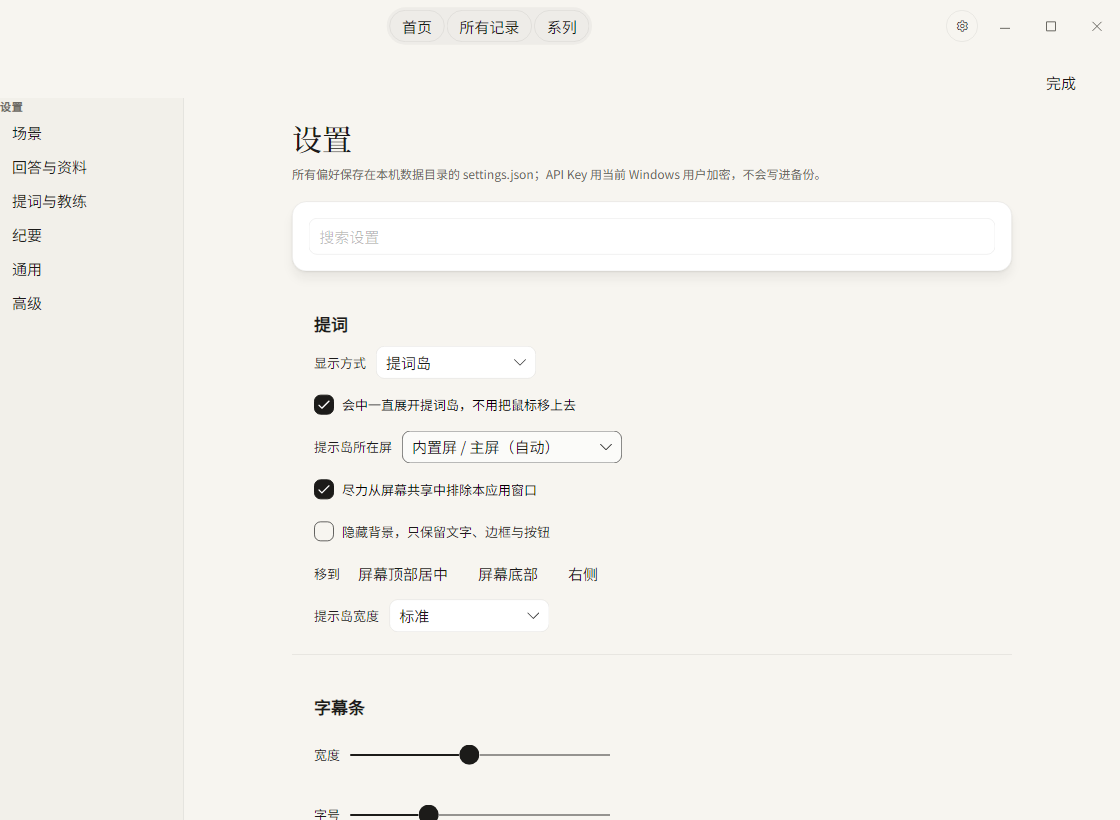 首页 所有记录 系列
完成
设置
场景
回答与资料
提词与教练
纪要
通用
高级
设置
所有偏好保存在本机数据目录的 settings.json；API Key 用当前 Windows 用户加密，不会写进备份。
搜索设置
提词
显示方式 提词岛
会中一直展开提词岛，不用把鼠标移上去
提示岛所在屏 内置屏 / 主屏（自动）
尽力从屏幕共享中排除本应用窗口
隐藏背景，只保留文字、边框与按钮
移到 屏幕顶部居中 屏幕底部 右侧
提示岛宽度 标准
字幕条
宽度
字号